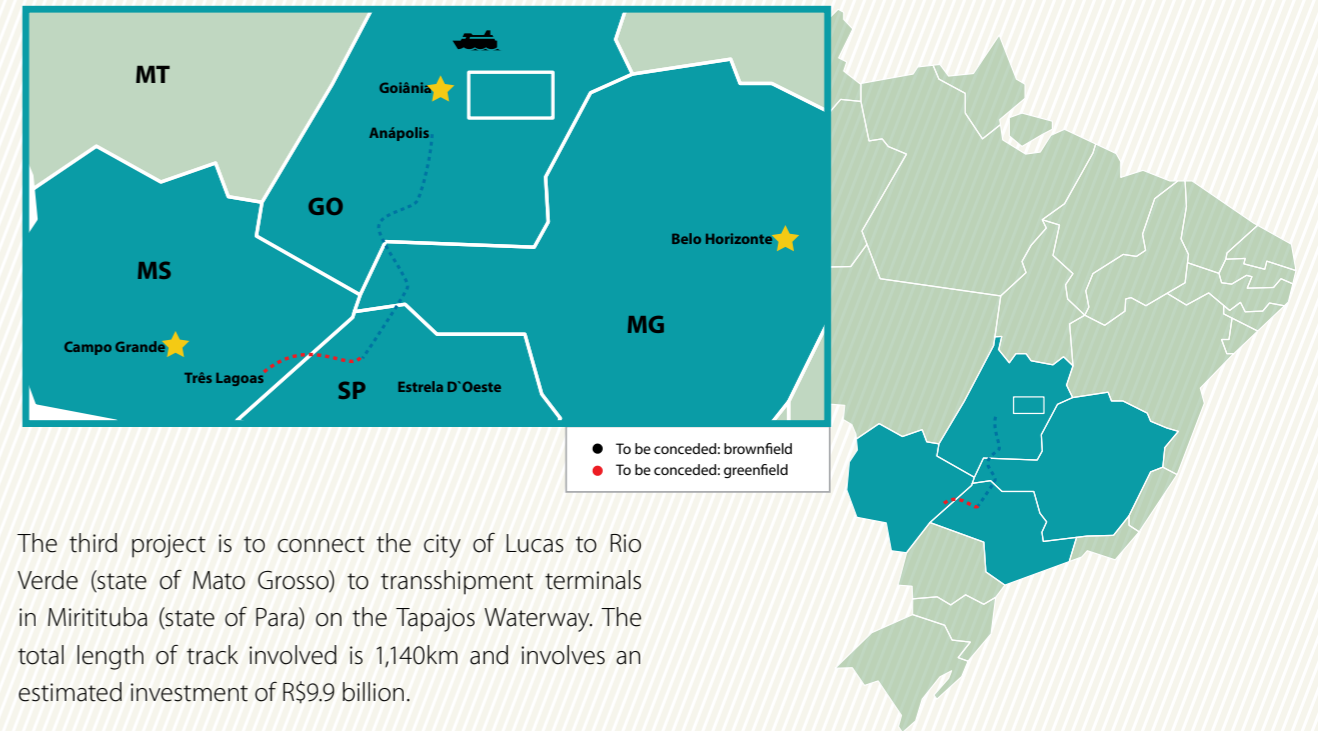 MT
Goiânia
Anápolis
GO
Belo Horizonte
MS
MG
Campo Grande
Três Lagoas
SP
Estrela D`Oeste
To be conceded: brownfield
To be conceded: greenfield
The third project is to connect the city of Lucas to Rio
Verde (state of Mato Grosso) to transshipment terminals
in Miritituba (state of Para) on the Tapajos Waterway. The
total length of track involved is 1,140km and involves an
estimated investment of R$9.9 billion.